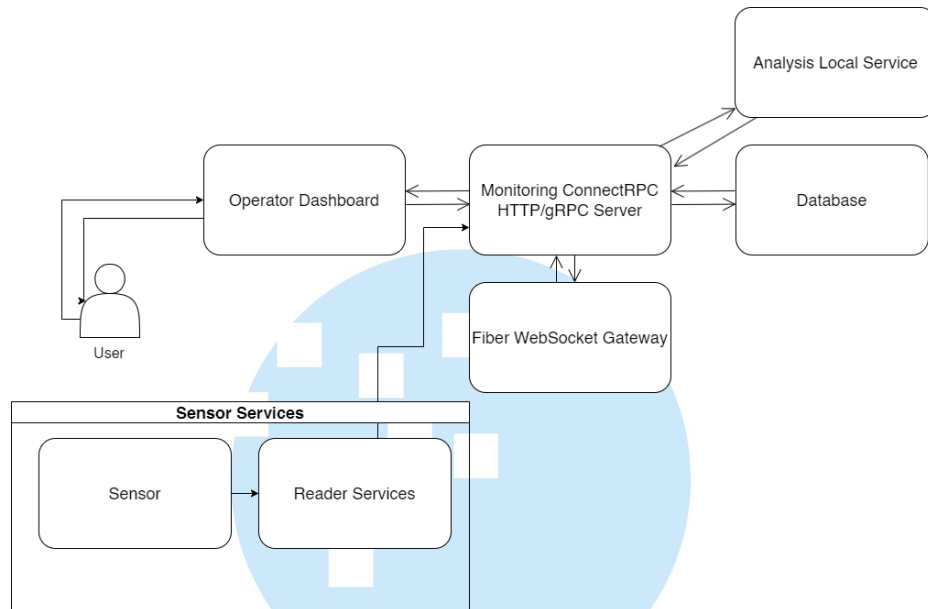 Analysis Local Service
Operator Dashboard
Monitoring ConnectRPC
HTTP/gRPC Server
Database
User
Fiber WebSocket Gateway
Sensor Services
Sensor
Reader Services